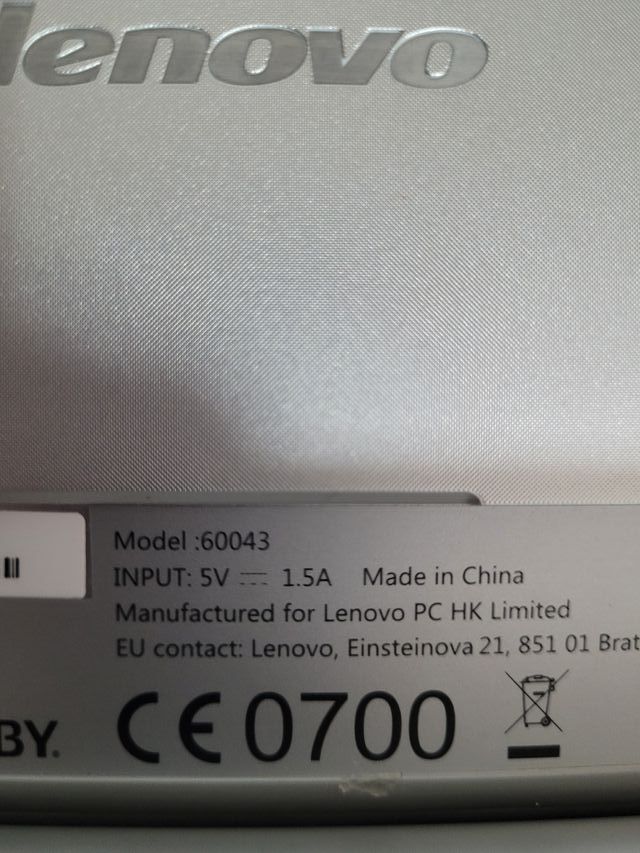 lenovo
Model :60043
INPUT: 5V ⎓ 1.5A Made in China
Manufactured for Lenovo PC HK Limited
EU contact: Lenovo, Einsteinova 21, 851 01 Brat
BY. CE 0700